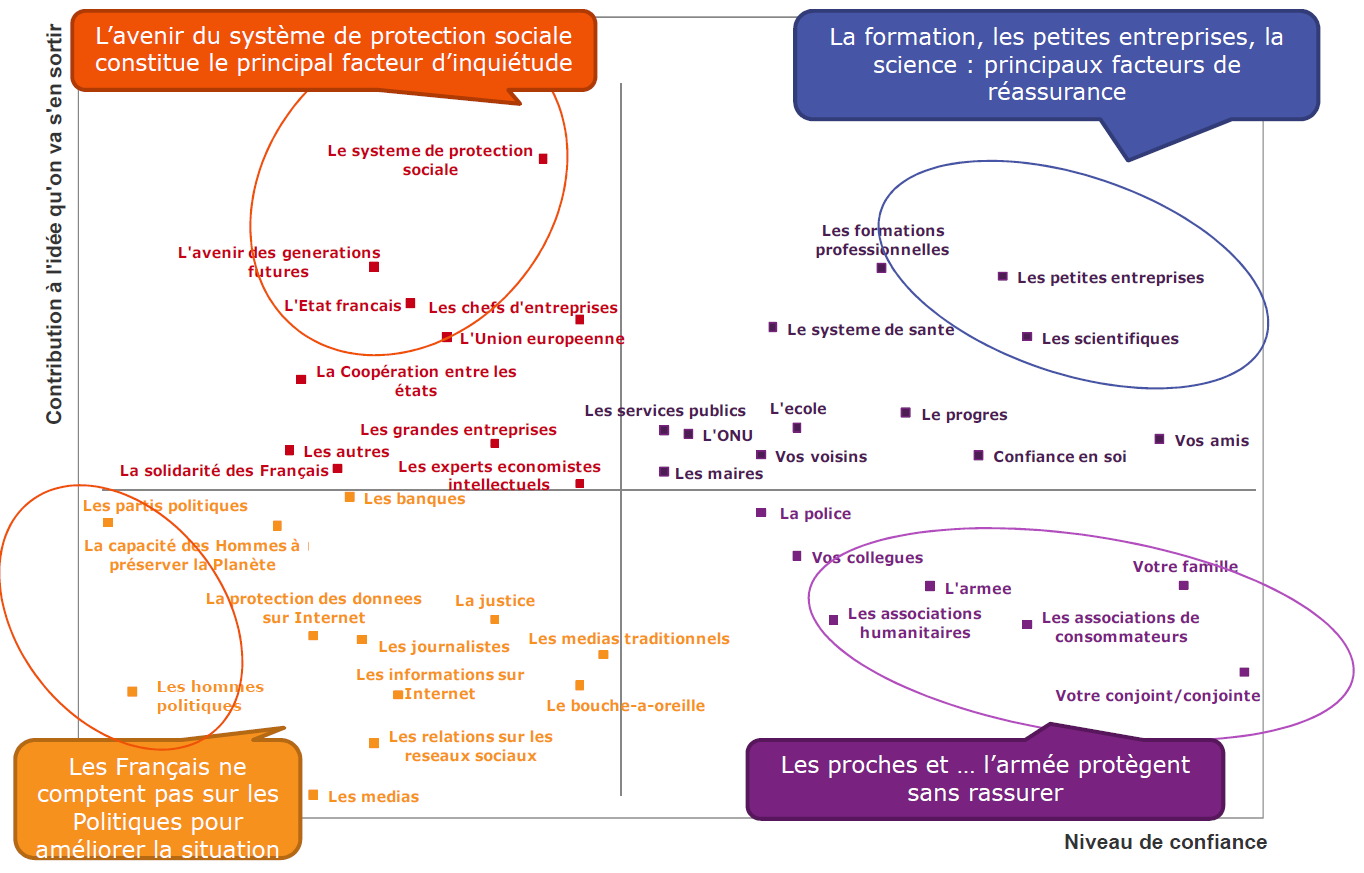 L'avenir du système de protection sociale
constitue le principal facteur d'inquiétude
La formation, les petites entreprises, la
science : principaux facteurs de
réassurance
Contribution à l'idée qu'on va s'en sortir
Le systeme de protection
sociale
L'avenir des generations
futures
L'Etat francais
Les chefs d'entreprises
L'Union europeenne
La Coopération entre les
états
Les grandes entreprises
Les autres
La solidarité des Français
Les experts economistes
intellectuels
Les formations
professionnelles
Les petites entreprises
Le systeme de sante
Les scientifiques
Les services publics
L'ecole
L'ONU
Le progres
Vos amis
Vos voisins
Confiance en soi
Les maires
Les partis politiques
Les banques
La capacité des Hommes à
préserver la Planète
La protection des donnees
sur Internet
La justice
Les journalistes
Les medias traditionnels
Les hommes
politiques
Les informations sur
Internet
Le bouche-a-oreille
Les relations sur les
reseaux sociaux
Les medias
La police
Vos collegues
Votre famille
L'armee
Les associations
humanitaires
Les associations de
consommateurs
Votre conjoint/conjointe
Les Français ne
comptent pas sur les
Politiques pour
améliorer la situation
Les proches et ... l'armée protègent
sans rassurer
Niveau de confiance